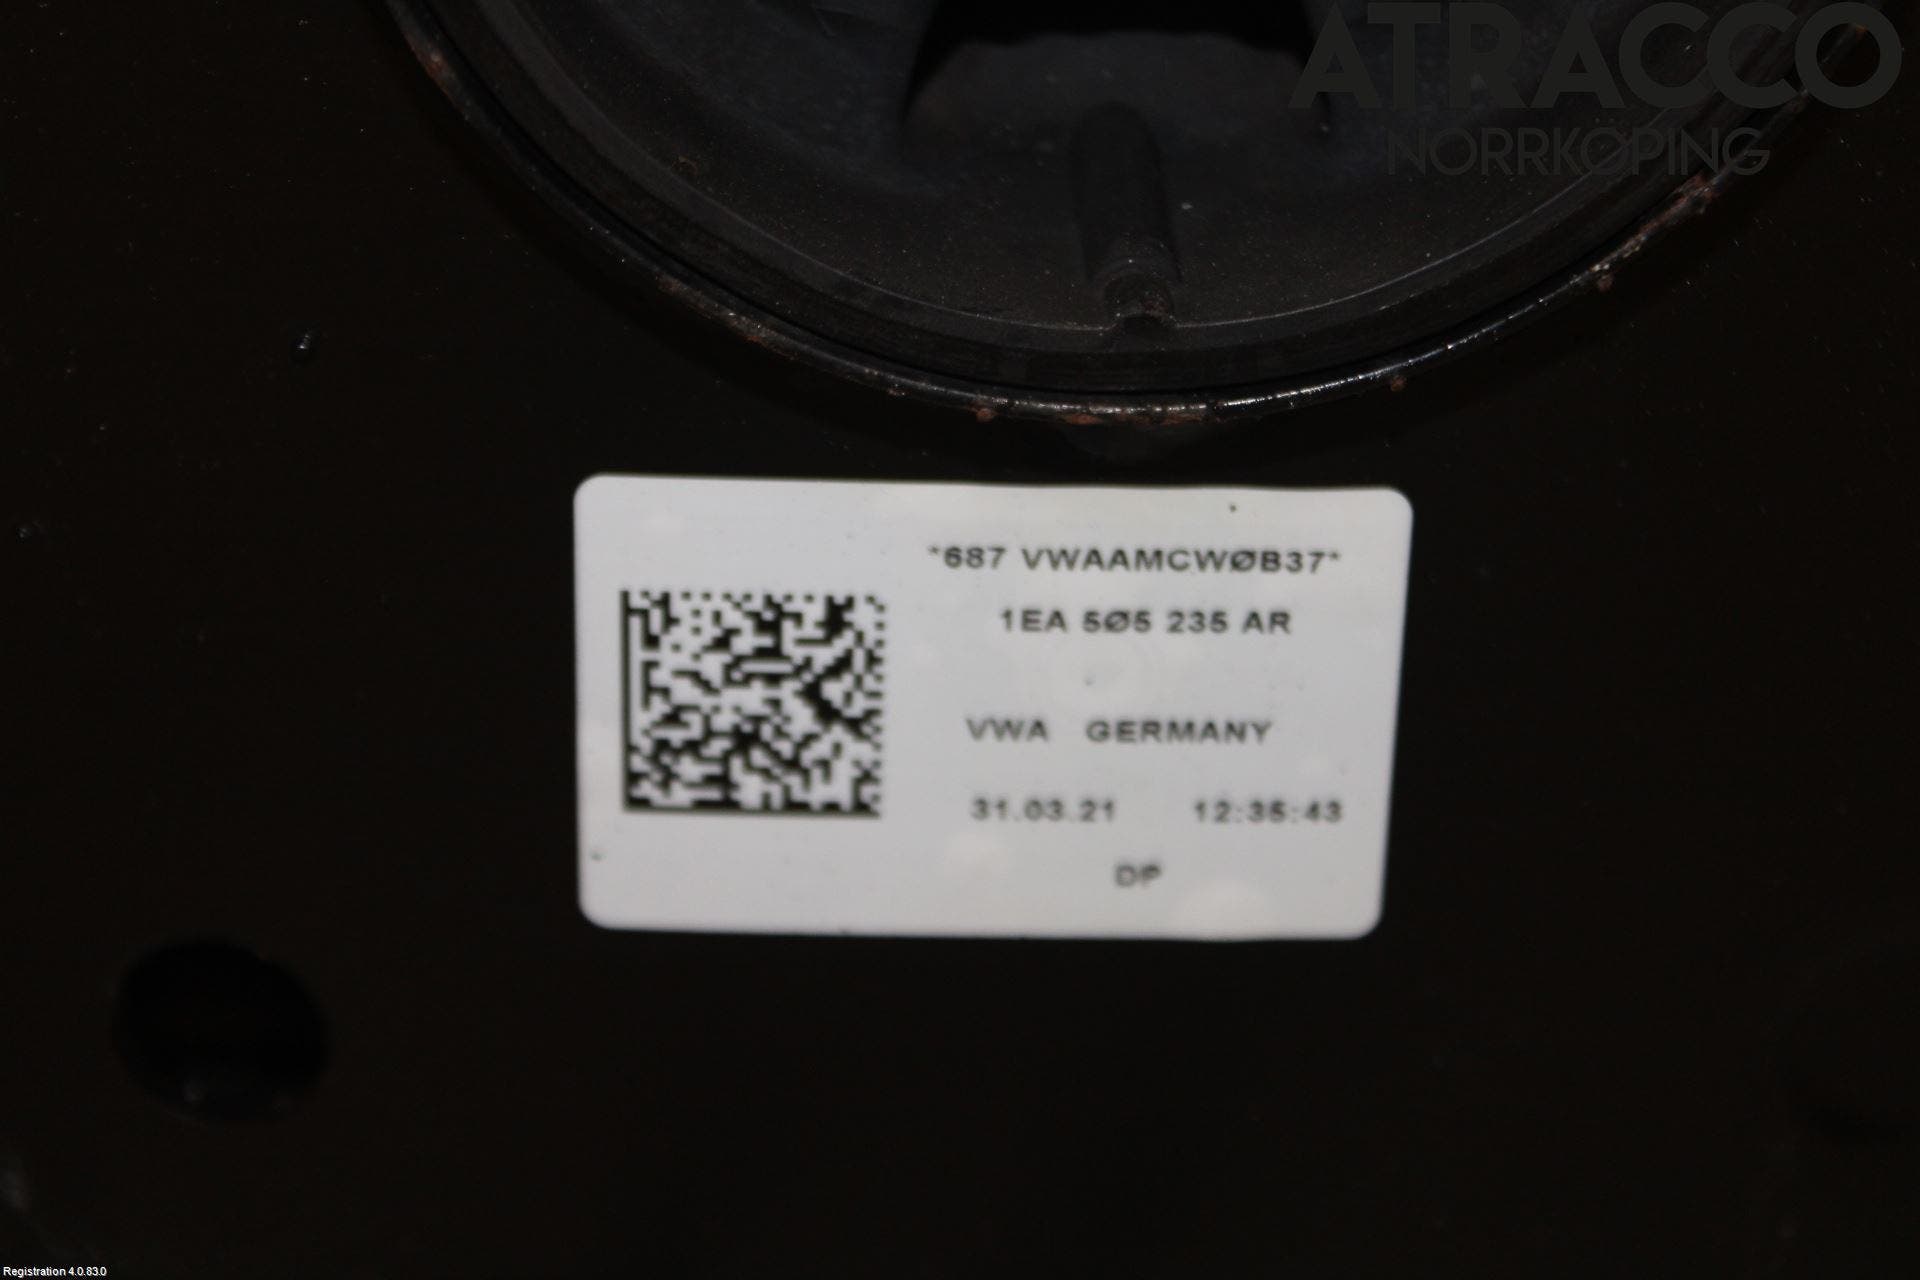 ATRACCO
NORRKÖPING
*687 VWAAMCWØB37*
1EA 5Ø5 235 AR
VWA GERMANY
31.03.21 12:35:43
DP
Registration 4.0.83.0